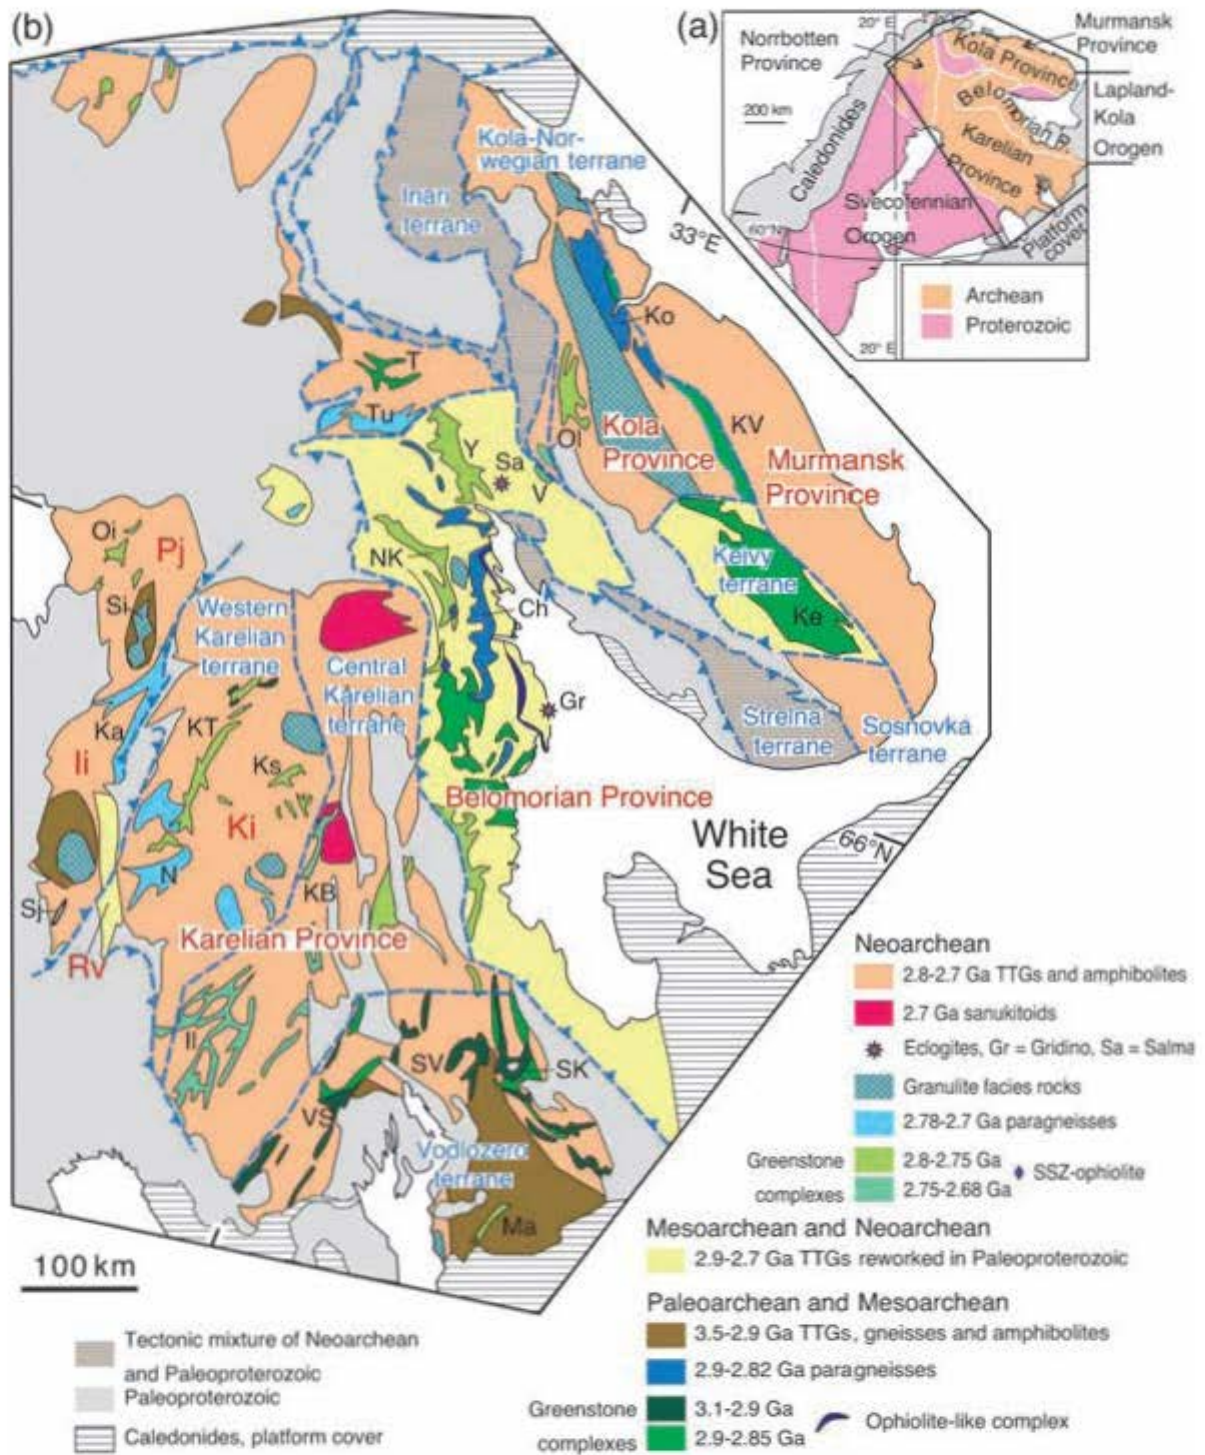 (b)
(a)
20° E
Murmansk
Province
Norrbotten
Province
Kola Province
200 km
Belomorian P.
Lapland-
Kola
Orogen
Karelian
Province
Caledonides
Svecofennian
Orogen
60°N
Platform
cover
Archean
Proterozoic
20° E
Kola-Nor-
wegian terrane
Inari
terrane
33°E
Ko
T
Tu
Y
Sa
V
Ol
Kola
Province
KV
Murmansk
Province
Oi
Pj
NK
Keivy
terrane
Ke
Si
Western
Karelian
terrane
Ch
Central
Karelian
terrane
Gr
Ka
KT
Ks
Strelna
terrane
Sosnovka
terrane
Ii
Ki
Belomorian Province
White
Sea
66°N
N
KB
Sj
Rv
Karelian Province
Il
SV
SK
VS
Vodlozero
terrane
Ma
100 km
Neoarchean
2.8-2.7 Ga TTGs and amphibolites
2.7 Ga sanukitoids
Eclogites, Gr = Gridino, Sa = Salma
Granulite facies rocks
2.78-2.7 Ga paragneisses
Greenstone
complexes
2.8-2.75 Ga
2.75-2.68 Ga
SSZ-ophiolite
Mesoarchean and Neoarchean
2.9-2.7 Ga TTGs reworked in Paleoproterozoic
Paleoarchean and Mesoarchean
3.5-2.9 Ga TTGs, gneisses and amphibolites
2.9-2.82 Ga paragneisses
Greenstone
complexes
3.1-2.9 Ga
2.9-2.85 Ga
Ophiolite-like complex
Tectonic mixture of Neoarchean
and Paleoproterozoic
Paleoproterozoic
Caledonides, platform cover